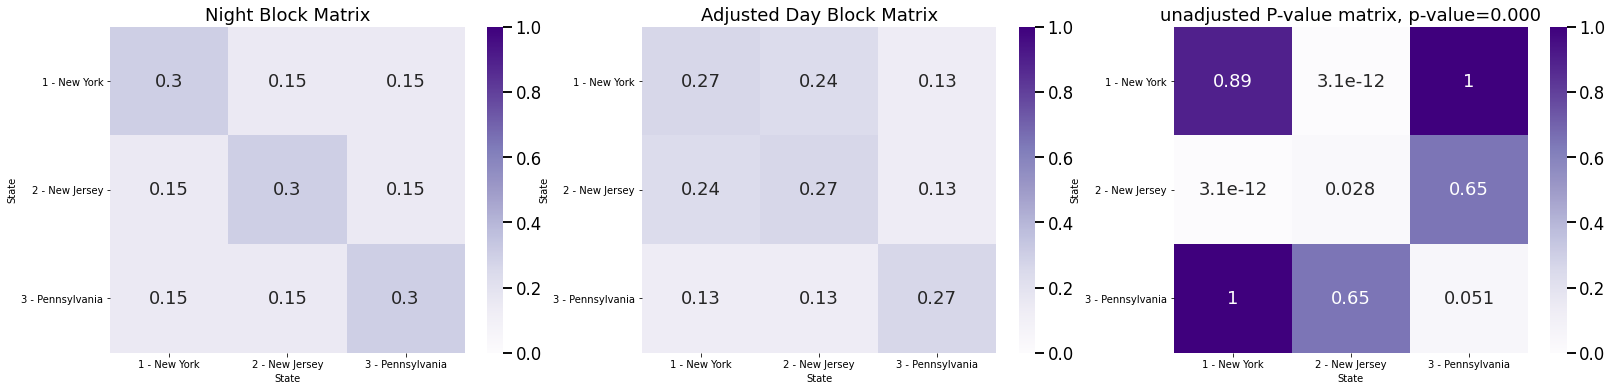 Night Block Matrix
1 - New York
2 - New Jersey
3 - Pennsylvania
State
0.3 0.15 0.15
0.15 0.3 0.15
0.15 0.15 0.3
1 - New York 2 - New Jersey 3 - Pennsylvania
State
1.0
0.8
0.6
0.4
0.2
0.0
Adjusted Day Block Matrix
1 - New York
2 - New Jersey
3 - Pennsylvania
State
0.27 0.24 0.13
0.24 0.27 0.13
0.13 0.13 0.27
1 - New York 2 - New Jersey 3 - Pennsylvania
State
1.0
0.8
0.6
0.4
0.2
0.0
unadjusted P-value matrix, p-value=0.000
1 - New York
2 - New Jersey
3 - Pennsylvania
State
0.89 3.1e-12 1
3.1e-12 0.028 0.65
1 0.65 0.051
1 - New York 2 - New Jersey 3 - Pennsylvania
State
1.0
0.8
0.6
0.4
0.2
0.0